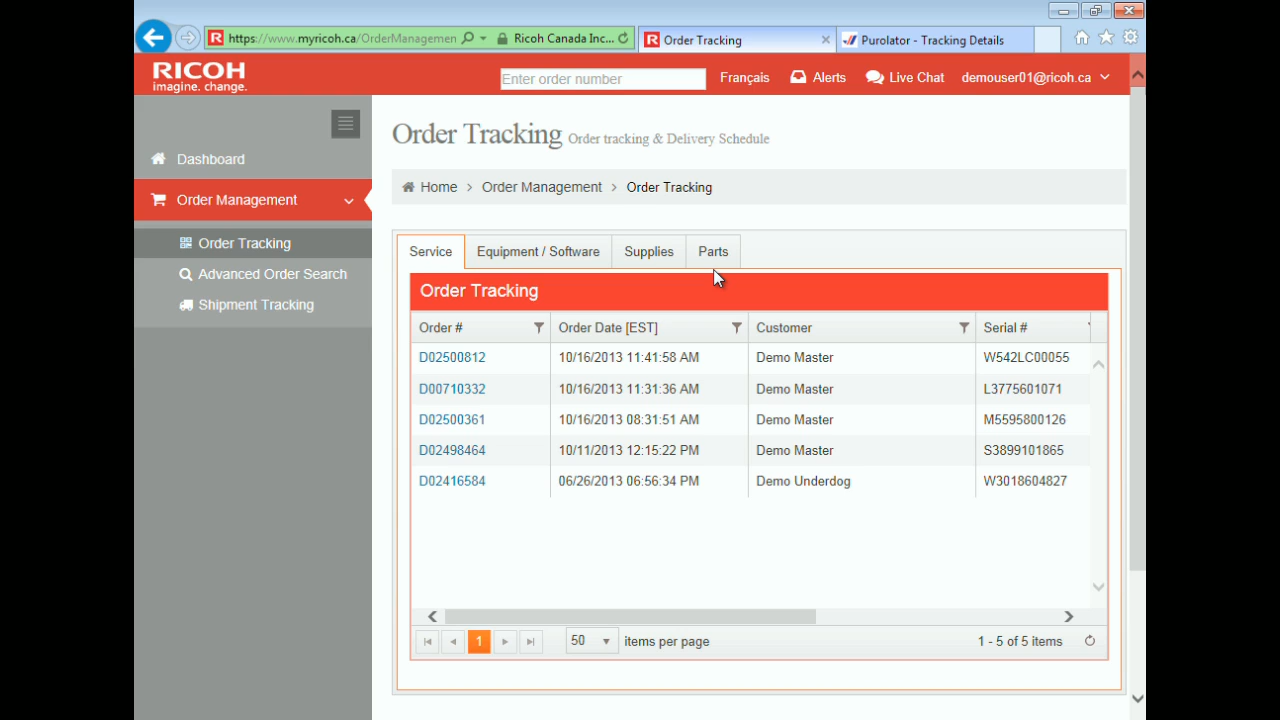 https://www.myricoh.ca/OrderManagemen
Ricoh Canada Inc...
Order Tracking
Purolator - Tracking Details
RICOH
imagine. change.
Enter order number
Français
Alerts
Live Chat
demouser01@ricoh.ca
Dashboard
Order Management
Order Tracking
Advanced Order Search
Shipment Tracking
Order Tracking Order tracking & Delivery Schedule
Home > Order Management > Order Tracking
Service Equipment / Software Supplies Parts
Order Tracking
Order # Order Date [EST] Customer Serial #
D02500812 10/16/2013 11:41:58 AM Demo Master W542LC00055
D00710332 10/16/2013 11:31:36 AM Demo Master L3775601071
D02500361 10/16/2013 08:31:51 AM Demo Master M5595800126
D02498464 10/11/2013 12:15:22 PM Demo Master S3899101865
D02416584 06/26/2013 06:56:34 PM Demo Underdog W3018604827
1 50 items per page 1 - 5 of 5 items